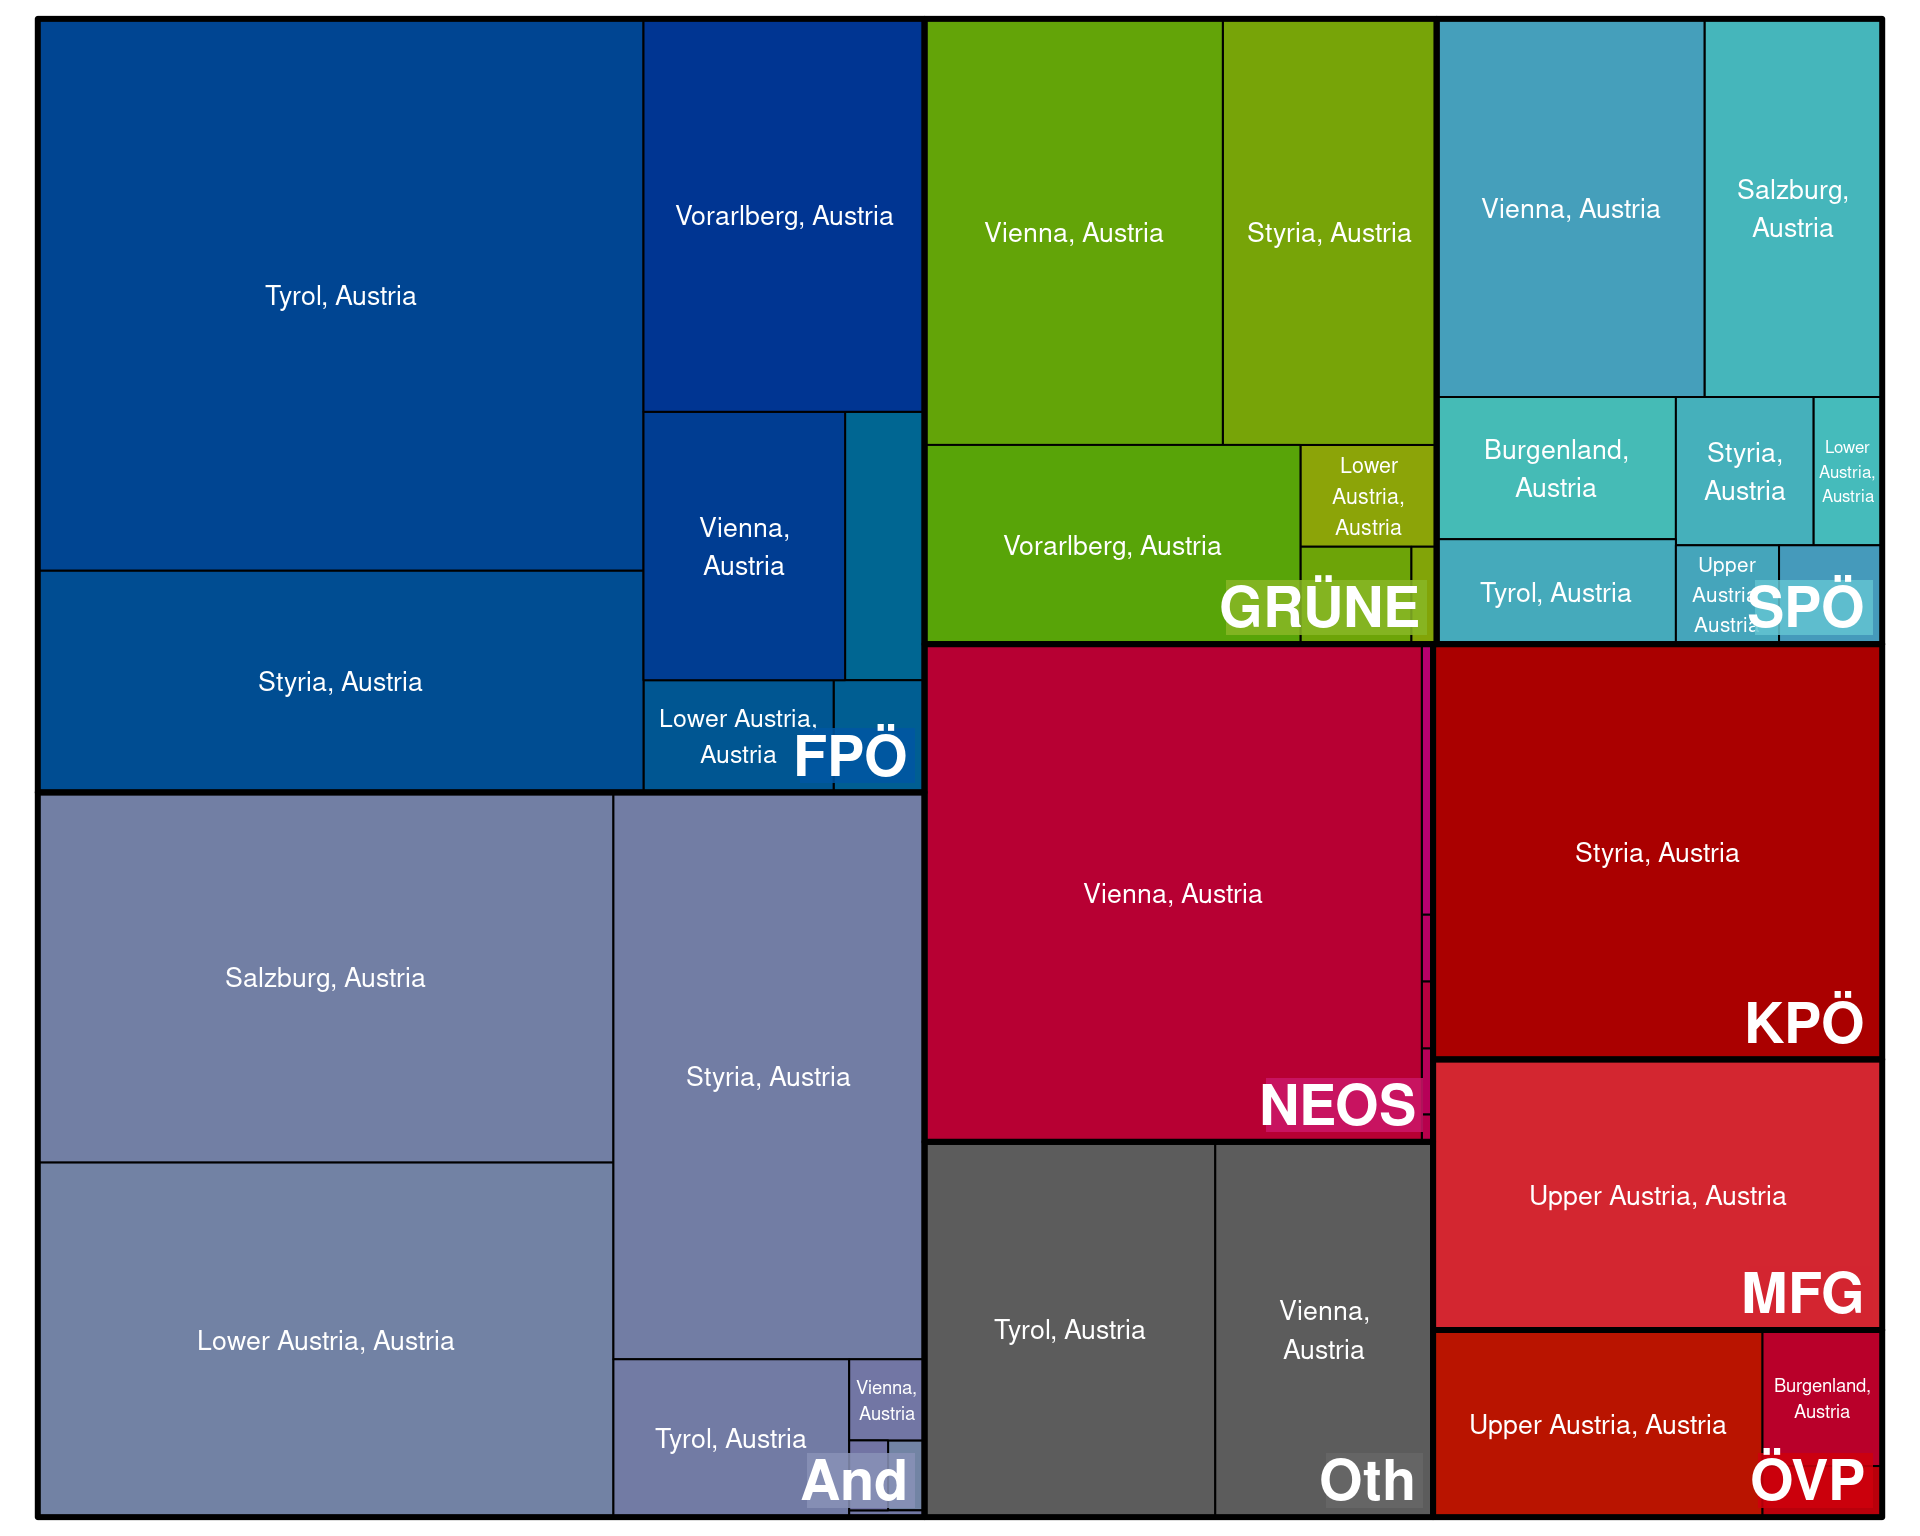 Tyrol, Austria
Vorarlberg, Austria
Vienna,
Austria
Styria, Austria
Lower Austria,
Austria
FPÖ
Vienna, Austria
Styria, Austria
Vorarlberg, Austria
Lower
Austria,
Austria
GRÜNE
Vienna, Austria
Salzburg,
Austria
Burgenland,
Austria
Styria,
Austria
Lower
Austria,
Austria
Tyrol, Austria
Upper
Austria,
Austria
SPÖ
Salzburg, Austria
Styria, Austria
Lower Austria, Austria
Tyrol, Austria
Vienna,
Austria
And
Vienna, Austria
NEOS
Styria, Austria
KPÖ
Upper Austria, Austria
MFG
Tyrol, Austria
Vienna,
Austria
Oth
Upper Austria, Austria
Burgenland,
Austria
ÖVP